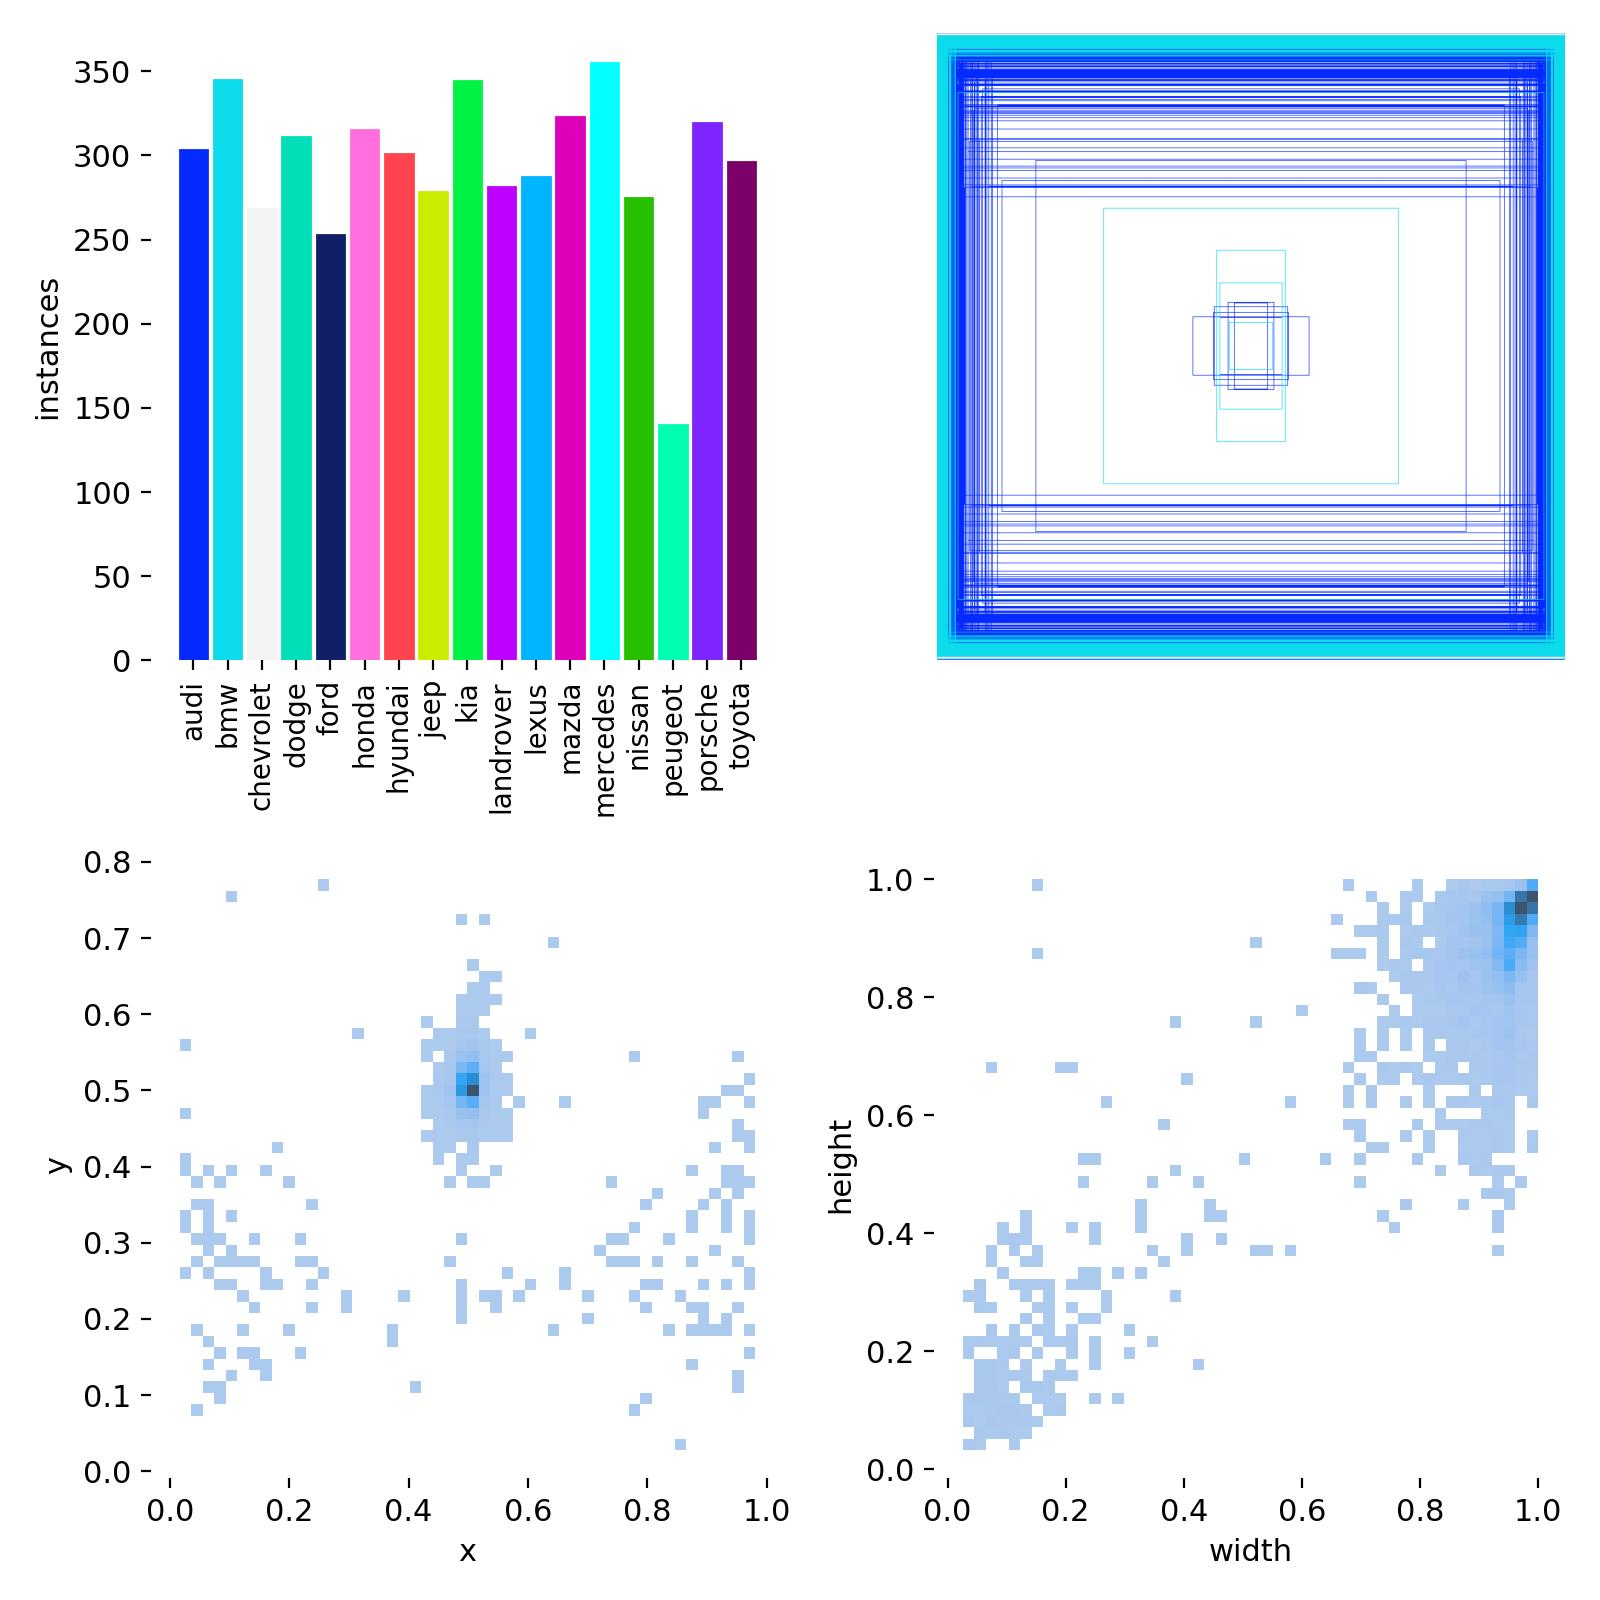 350
300
250
200
150
100
50
0
instances
audi
bmw
chevrolet
dodge
ford
honda
hyundai
jeep
kia
landrover
lexus
mazda
mercedes
nissan
peugeot
porsche
toyota
0.8
0.7
0.6
0.5
0.4
0.3
0.2
0.1
0.0
y
0.0 0.2 0.4 0.6 0.8 1.0
x
1.0
0.8
0.6
0.4
0.2
0.0
height
0.0 0.2 0.4 0.6 0.8 1.0
width